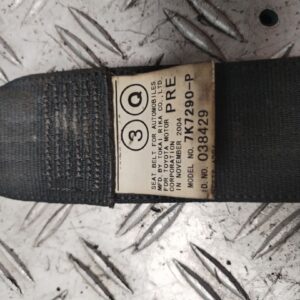 3 Q
SEAT BELT FOR AUTOMOBILES
MFD. BY TOKAI RIKA CO., LTD.
FOR TOYOTA MOTOR PRE
CORPORATION
IN NOVEMBER 2004
MODEL NO. 7K7290-P
ID.NO. 038429